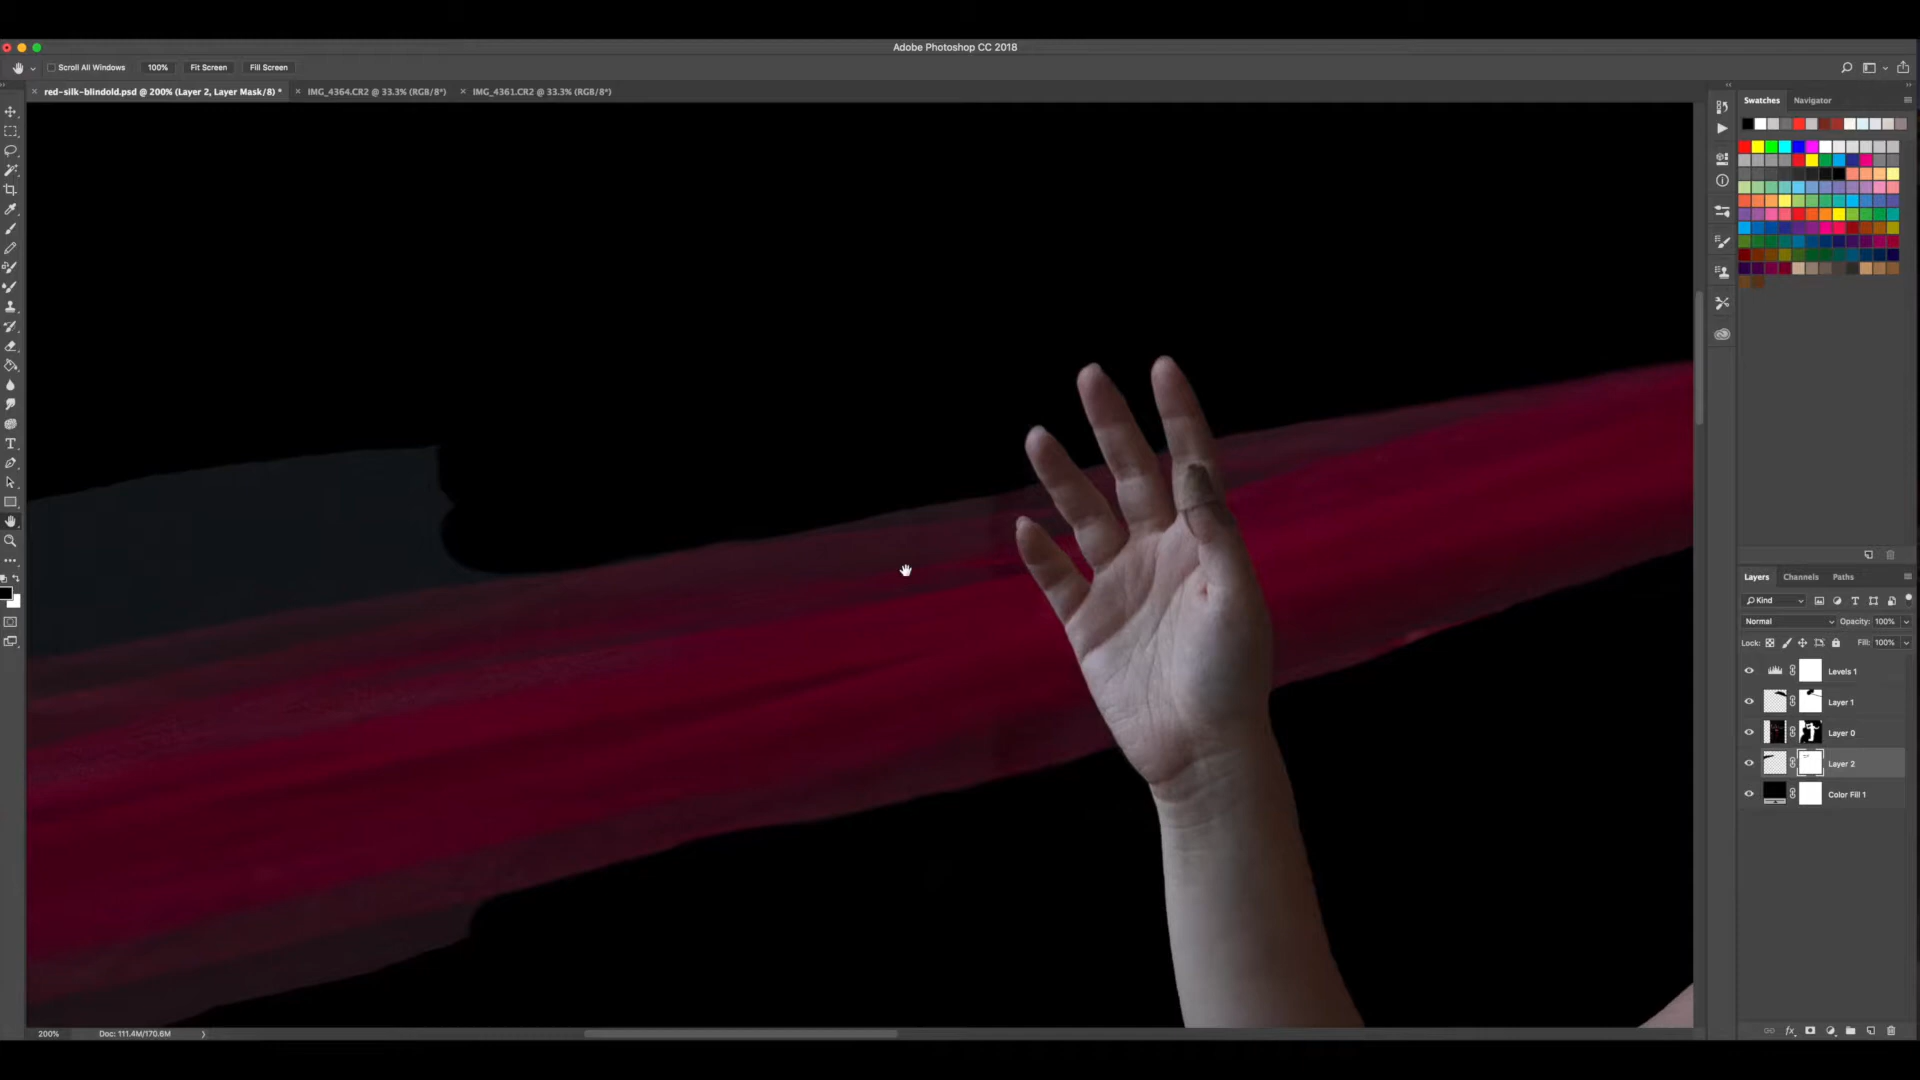 Adobe Photoshop CC 2018
Scroll All Windows 100% Fit Screen Fill Screen
red-silk-blindold.psd @ 200% (Layer 2, Layer Mask/8) * IMG_4364.CR2 @ 33.3% (RGB/8*) IMG_4361.CR2 @ 33.3% (RGB/8*)
Swatches Navigator
Layers Channels Paths
Kind
Normal Opacity: 100%
Lock: Fill: 100%
Levels 1
Layer 1
Layer 0
Layer 2
Color Fill 1
200% Doc: 111.4M/170.6M